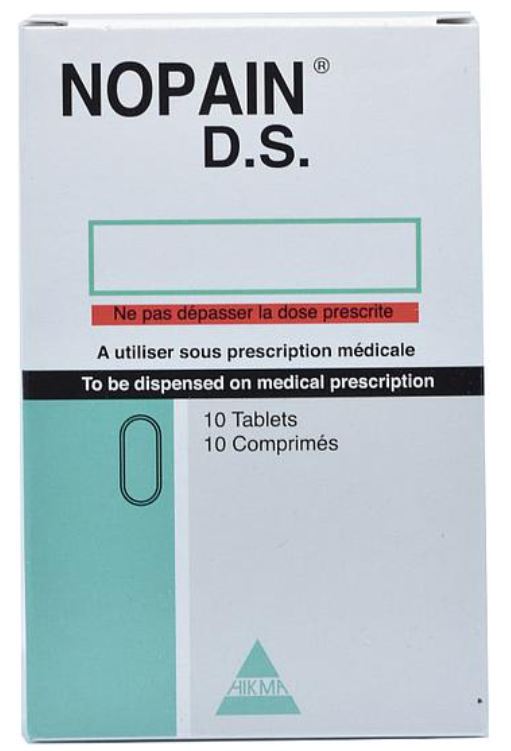 NOPAIN®
D.S.
Ne pas dépasser la dose prescrite
A utiliser sous prescription médicale
To be dispensed on medical prescription
10 Tablets
10 Comprimés
HIKMA